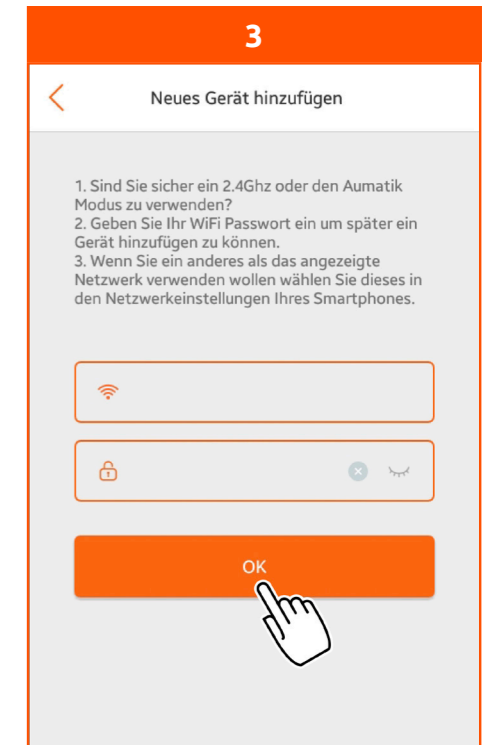 3
Neues Gerät hinzufügen
1. Sind Sie sicher ein 2.4Ghz oder den Aumatik
Modus zu verwenden?
2. Geben Sie Ihr WiFi Passwort ein um später ein
Gerät hinzufügen zu können.
3. Wenn Sie ein anderes als das angezeigte
Netzwerk verwenden wollen wählen Sie dieses in
den Netzwerkeinstellungen Ihres Smartphones.
OK